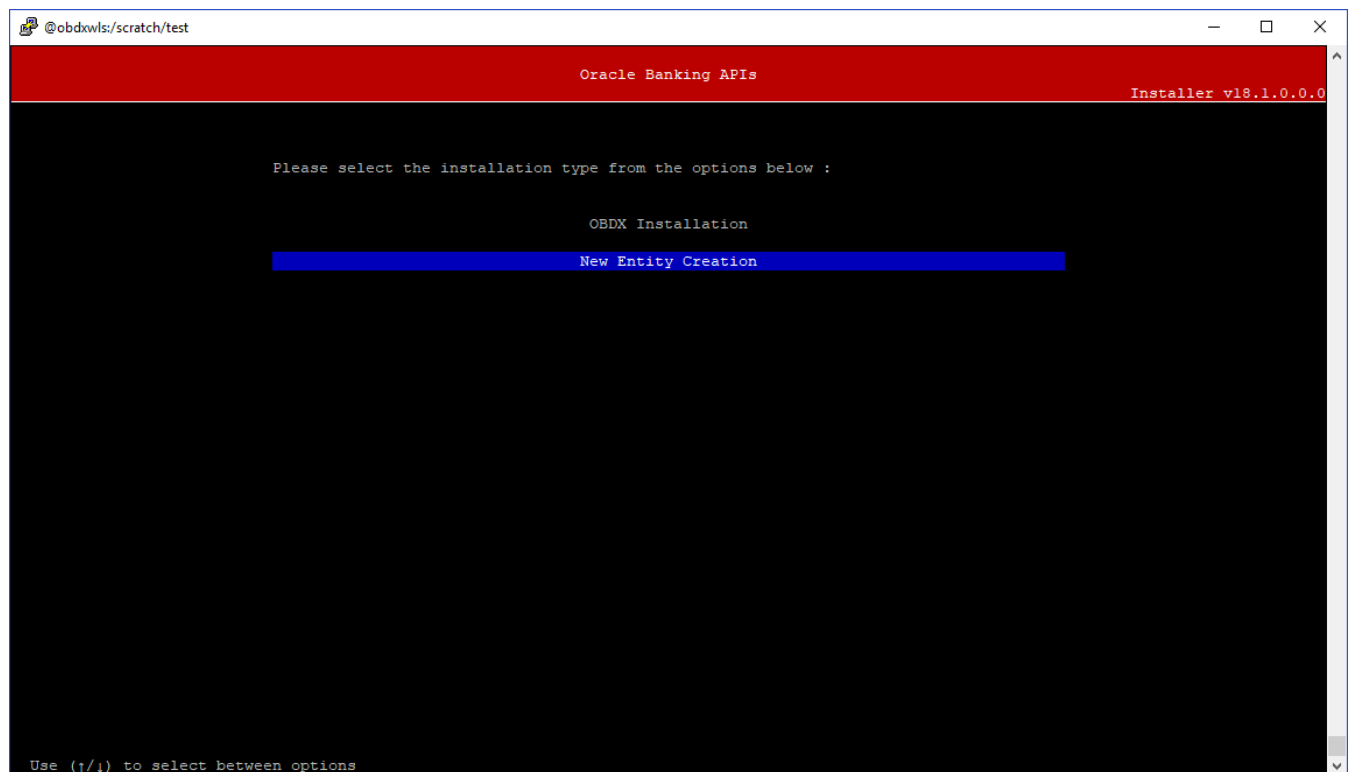 @obdxwls:/scratch/test
Oracle Banking APIs
Installer v18.1.0.0.0
Please select the installation type from the options below :
OBDX Installation
New Entity Creation
Use (↑/↓) to select between options